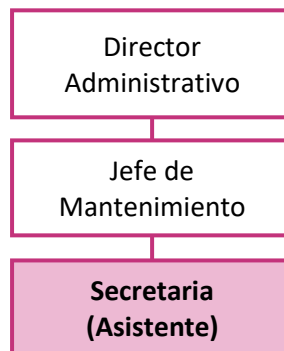 Director
Administrativo
Jefe de
Mantenimiento
Secretaria
(Asistente)